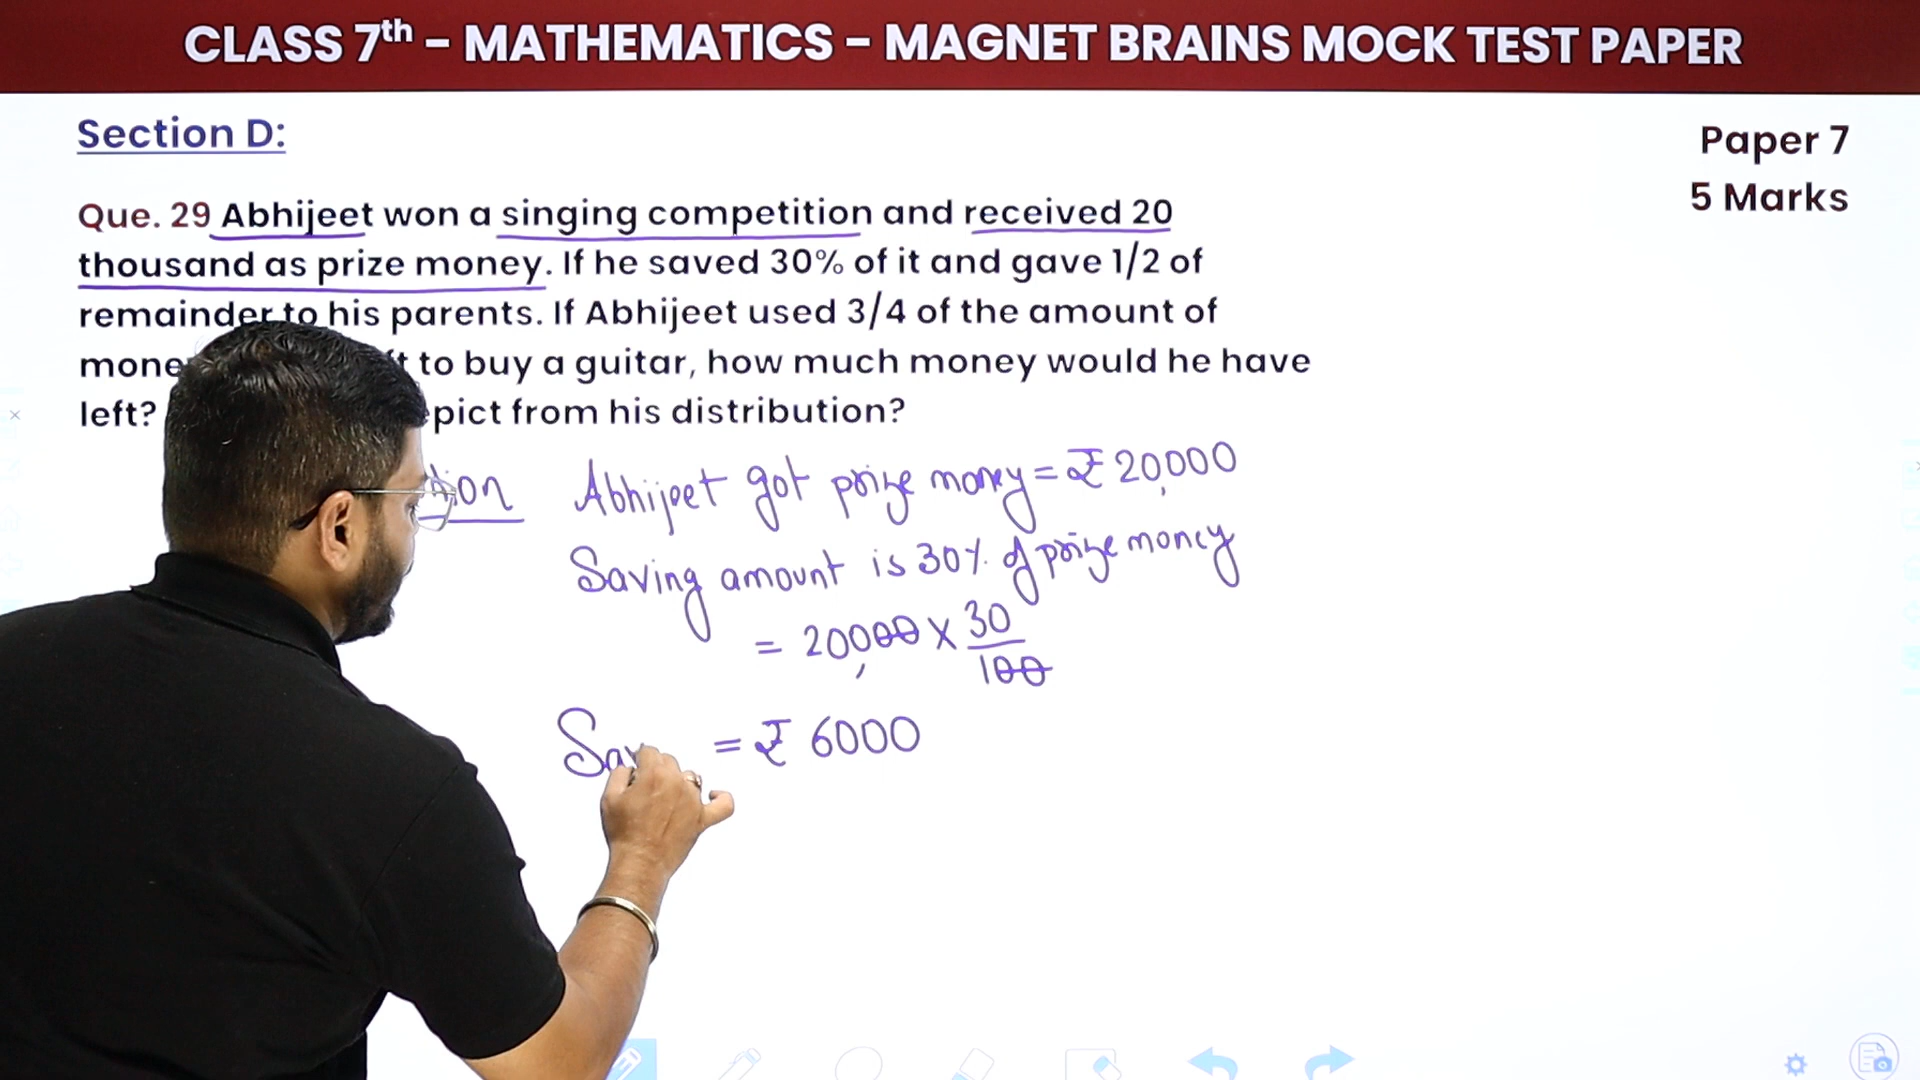 CLASS 7th – MATHEMATICS – MAGNET BRAINS MOCK TEST PAPER
Section D:
Paper 7
5 Marks
Que. 29 Abhijeet won a singing competition and received 20
thousand as prize money. If he saved 30% of it and gave 1/2 of
remainder to his parents. If Abhijeet used 3/4 of the amount of
to buy a guitar, how much money would he have
left? from his distribution?
Abhijeet got prize money = ₹ 20,000
Saving amount is 30% of prize money
= 20,000 × 30/100
= ₹ 6000